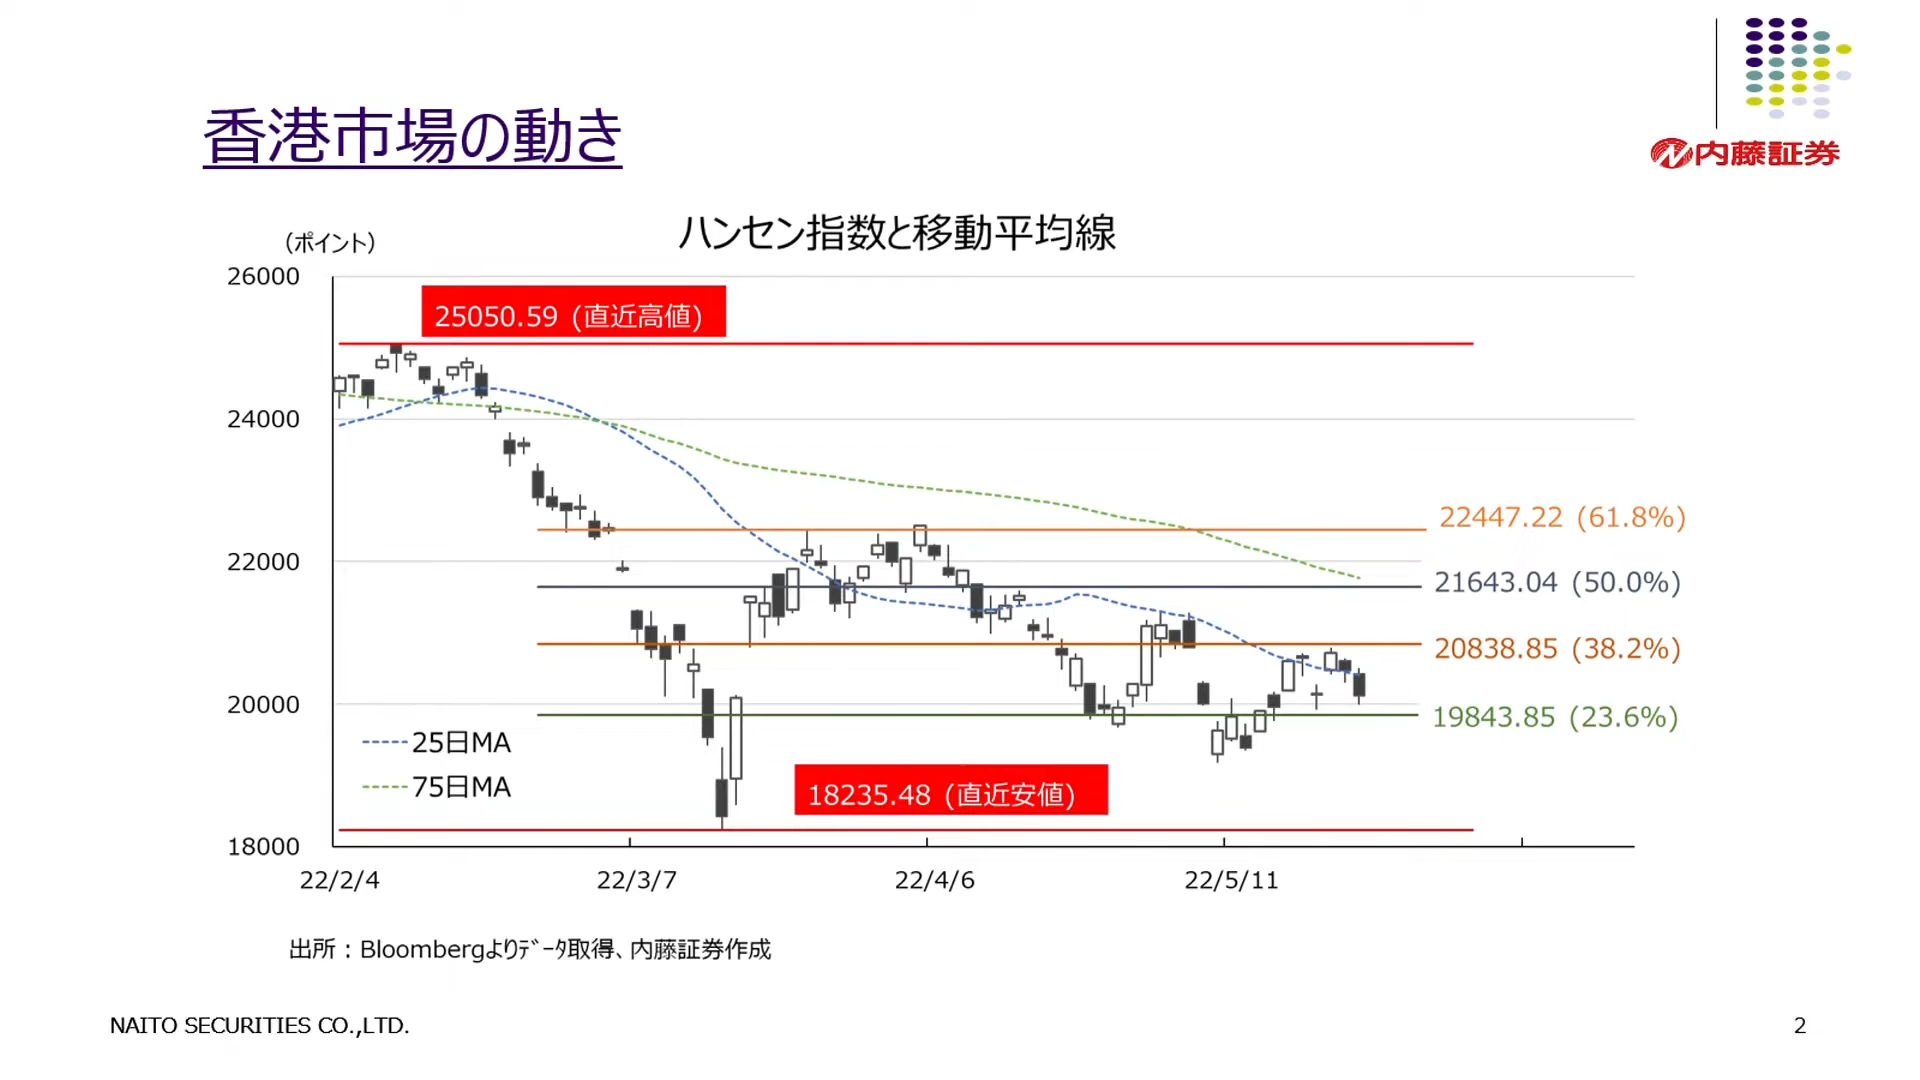 香港市場の動き
内藤証券
ハンセン指数と移動平均線
（ポイント）
26000
25050.59 (直近高値)
24000
22447.22 (61.8%)
22000
21643.04 (50.0%)
20838.85 (38.2%)
20000
19843.85 (23.6%)
25日MA
75日MA
18235.48 (直近安値)
18000
22/2/4 22/3/7 22/4/6 22/5/11
出所：Bloombergよりﾃﾞｰﾀ取得、内藤証券作成
NAITO SECURITIES CO.,LTD. 2